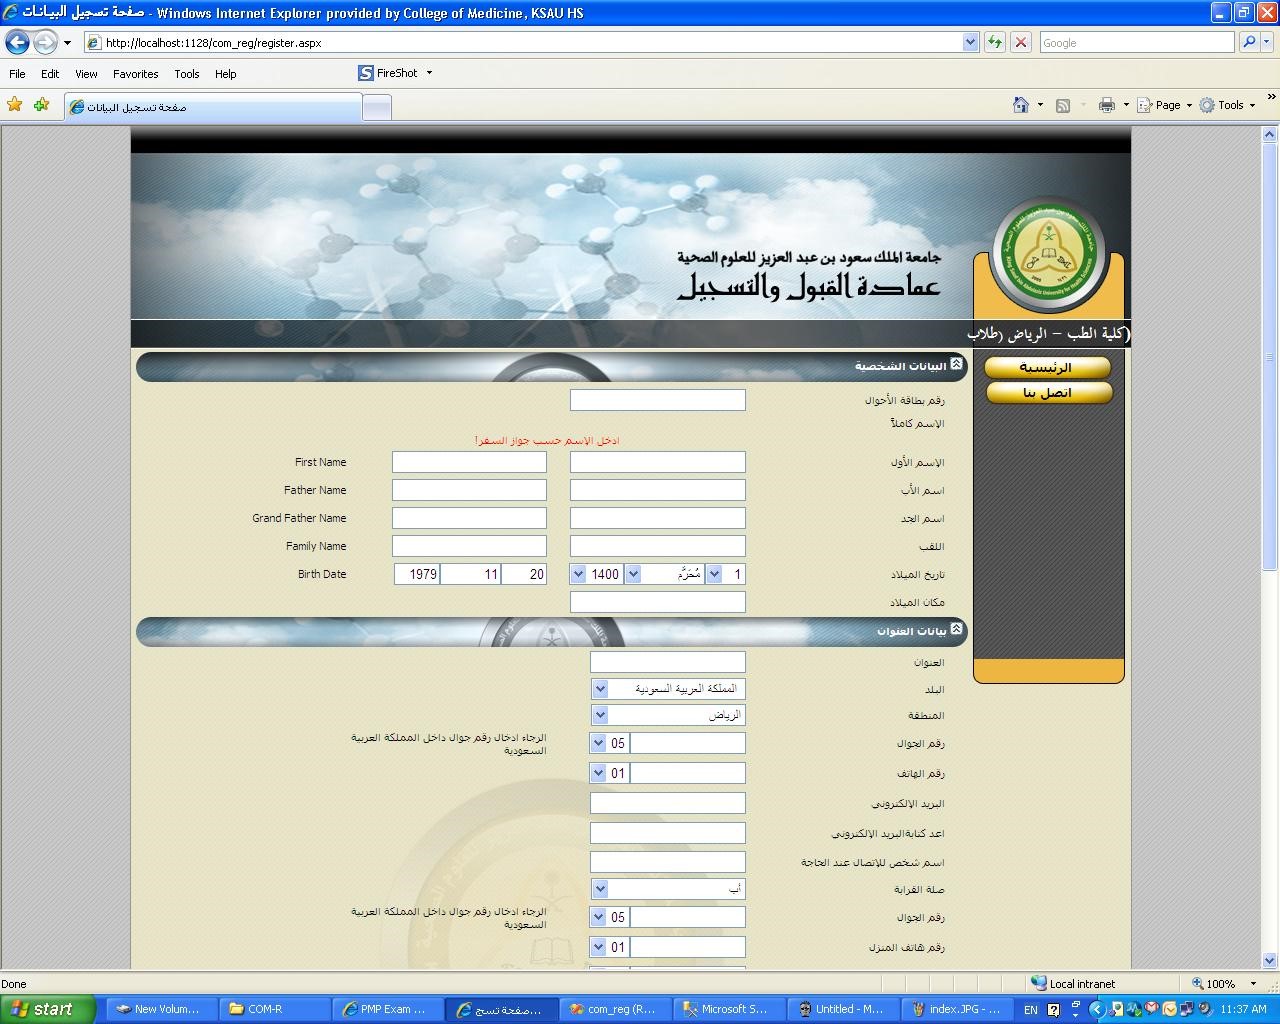 صفحة تسجيل البيانات - Windows Internet Explorer provided by College of Medicine, KSAU HS
http://localhost:1128/com_reg/register.aspx
Google
File Edit View Favorites Tools Help
FireShot
صفحة تسجيل البيانات
Page Tools
جامعة الملك سعود بن عبد العزيز للعلوم الصحية
عمادة القبول والتسجيل
(كلية الطب - الرياض (طلاب
الرئيسية
اتصل بنا
البيانات الشخصية
رقم بطاقة الأحوال
الإسم كاملاً
ادخل الإسم حسب جواز السفر!
الإسم الأول First Name
اسم الأب Father Name
اسم الجد Grand Father Name
اللقب Family Name
تاريخ الميلاد 1 مُحَرَّم 1400 20 11 1979 Birth Date
مكان الميلاد
بيانات العنوان
العنوان
البلد المملكة العربية السعودية
المنطقة الرياض
رقم الجوال 05 الرجاء ادخال رقم جوال داخل المملكة العربية
السعودية
رقم الهاتف 01
البريد الإلكتروني
اعد كتابةالبريد الإلكتروني
اسم شخص للإتصال عند الحاجة
صلة القرابة أب
رقم الجوال 05 الرجاء ادخال رقم جوال داخل المملكة العربية
السعودية
رقم هاتف المنزل 01
Done Local intranet 100%
start New Volum... COM-R PMP Exam ... صفحة تسج... com_reg (R... Microsoft S... Untitled - M... index.JPG - ... EN 11:37 AM